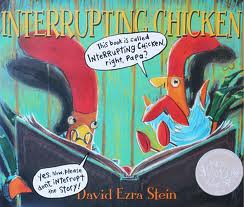 INTERRUPTING CHICKEN
This book is called
INTERRUPTING CHICKEN,
right, Papa?
Yes. Now, please
don't interrupt
the story!
David Ezra Stein